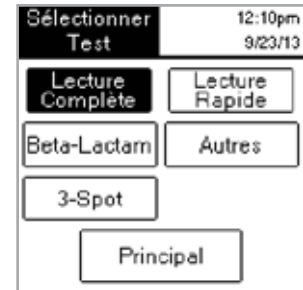 Sélectionner
Test
12:10pm
9/23/13
Lecture
Complète
Lecture
Rapide
Beta-Lactam
Autres
3-Spot
Principal